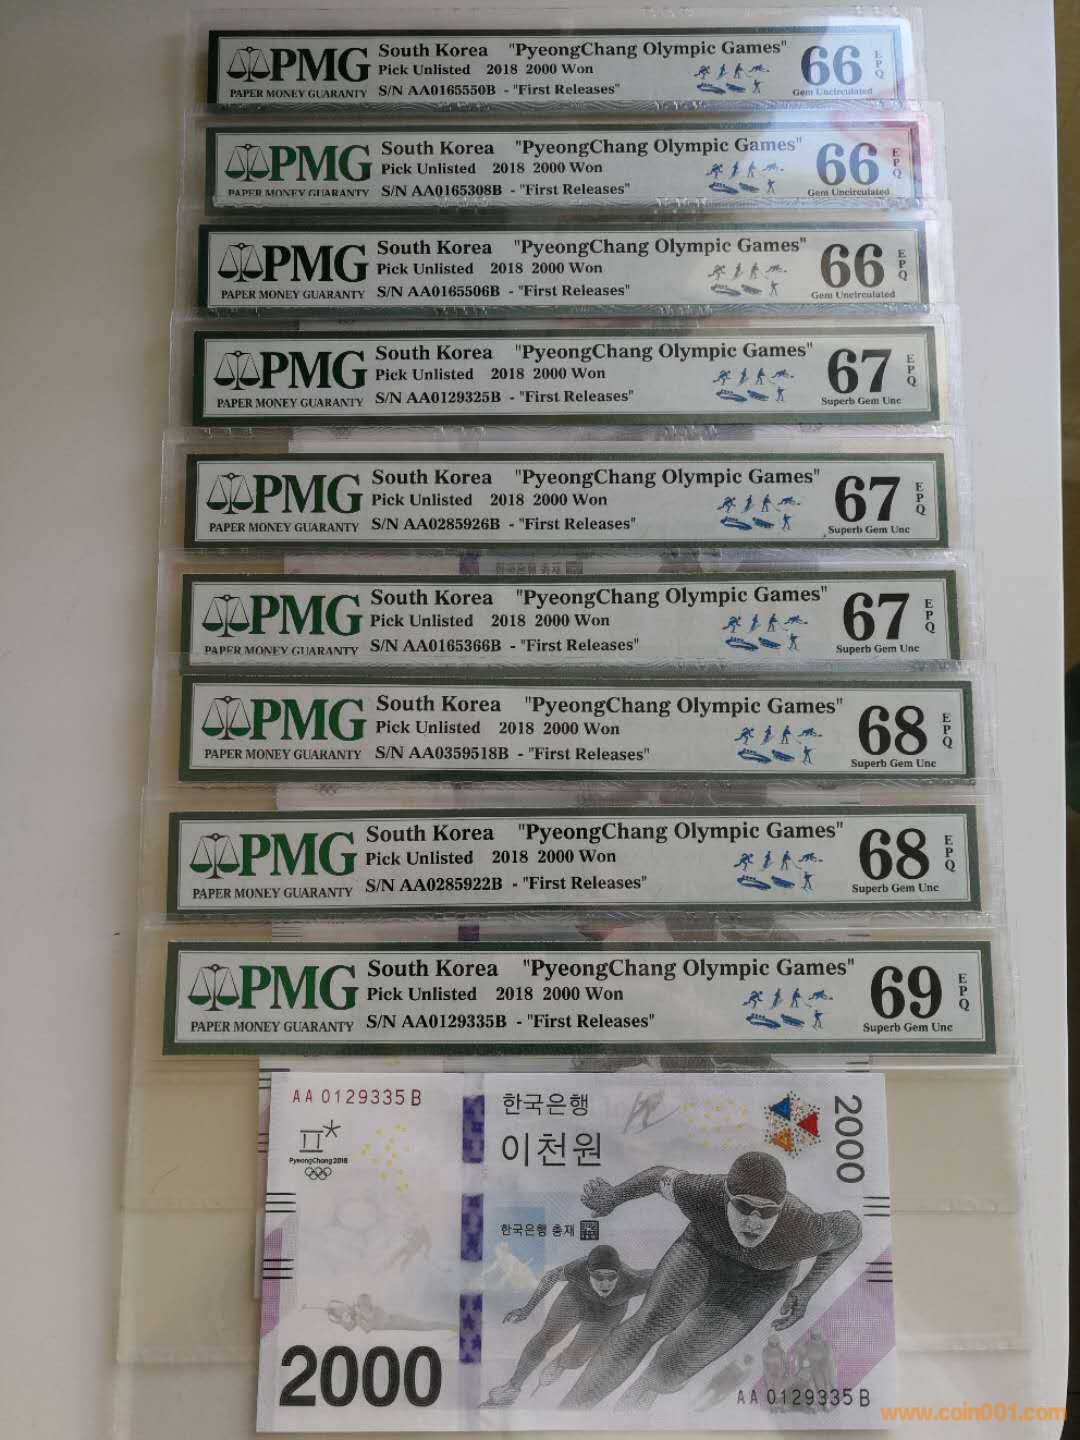 PMG South Korea "PyeongChang Olympic Games" 66 EPQ
Pick Unlisted 2018 2000 Won
PAPER MONEY GUARANTY S/N AA0165550B - "First Releases" Gem Uncirculated
PMG South Korea "PyeongChang Olympic Games" 66 EPQ
Pick Unlisted 2018 2000 Won
PAPER MONEY GUARANTY S/N AA0165308B - "First Releases" Gem Uncirculated
PMG South Korea "PyeongChang Olympic Games" 66 EPQ
Pick Unlisted 2018 2000 Won
PAPER MONEY GUARANTY S/N AA0165506B - "First Releases" Gem Uncirculated
PMG South Korea "PyeongChang Olympic Games" 67 EPQ
Pick Unlisted 2018 2000 Won
PAPER MONEY GUARANTY S/N AA0129325B - "First Releases" Superb Gem Unc
PMG South Korea "PyeongChang Olympic Games" 67 EPQ
Pick Unlisted 2018 2000 Won
PAPER MONEY GUARANTY S/N AA0285926B - "First Releases" Superb Gem Unc
한국은행 총재
PMG South Korea "PyeongChang Olympic Games" 67 EPQ
Pick Unlisted 2018 2000 Won
PAPER MONEY GUARANTY S/N AA0165366B - "First Releases" Superb Gem Unc
PMG South Korea "PyeongChang Olympic Games" 68 EPQ
Pick Unlisted 2018 2000 Won
PAPER MONEY GUARANTY S/N AA0359518B - "First Releases" Superb Gem Unc
PMG South Korea "PyeongChang Olympic Games" 68 EPQ
Pick Unlisted 2018 2000 Won
PAPER MONEY GUARANTY S/N AA0285922B - "First Releases" Superb Gem Unc
PMG South Korea "PyeongChang Olympic Games" 69 EPQ
Pick Unlisted 2018 2000 Won
PAPER MONEY GUARANTY S/N AA0129335B - "First Releases" Superb Gem Unc
AA 0129335 B
한국은행
2000
이천원
PyeongChang 2018
한국은행 총재
2000
AA 0129335 B
www.coin001.com